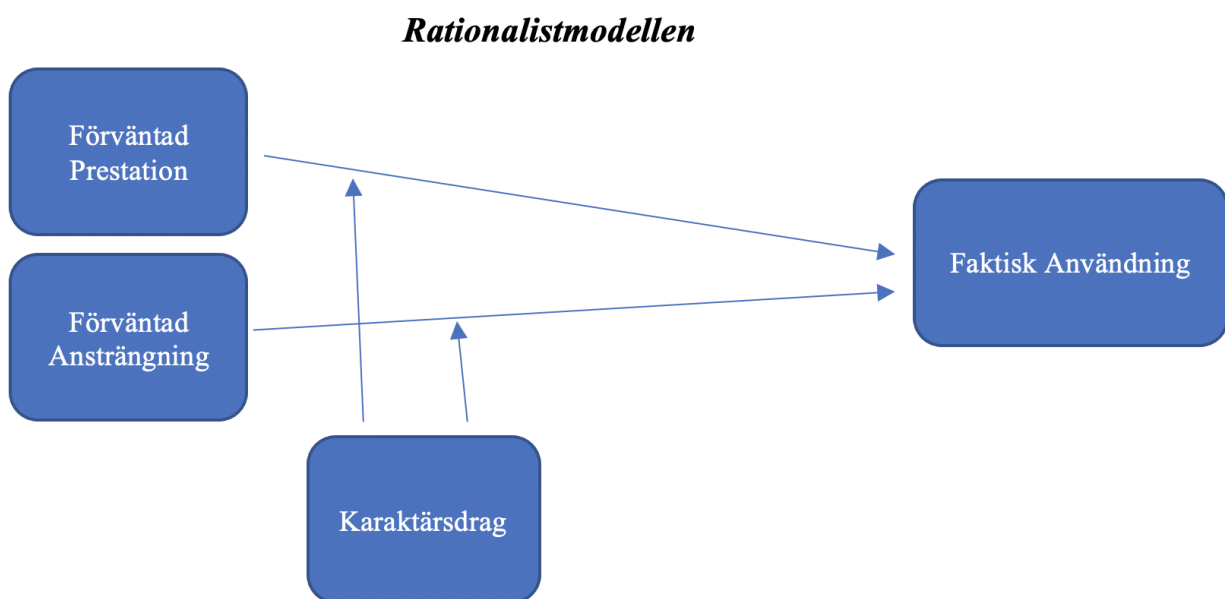 Rationalistmodellen
Förväntad
Prestation
Förväntad
Ansträngning
Faktisk Användning
Karaktärsdrag